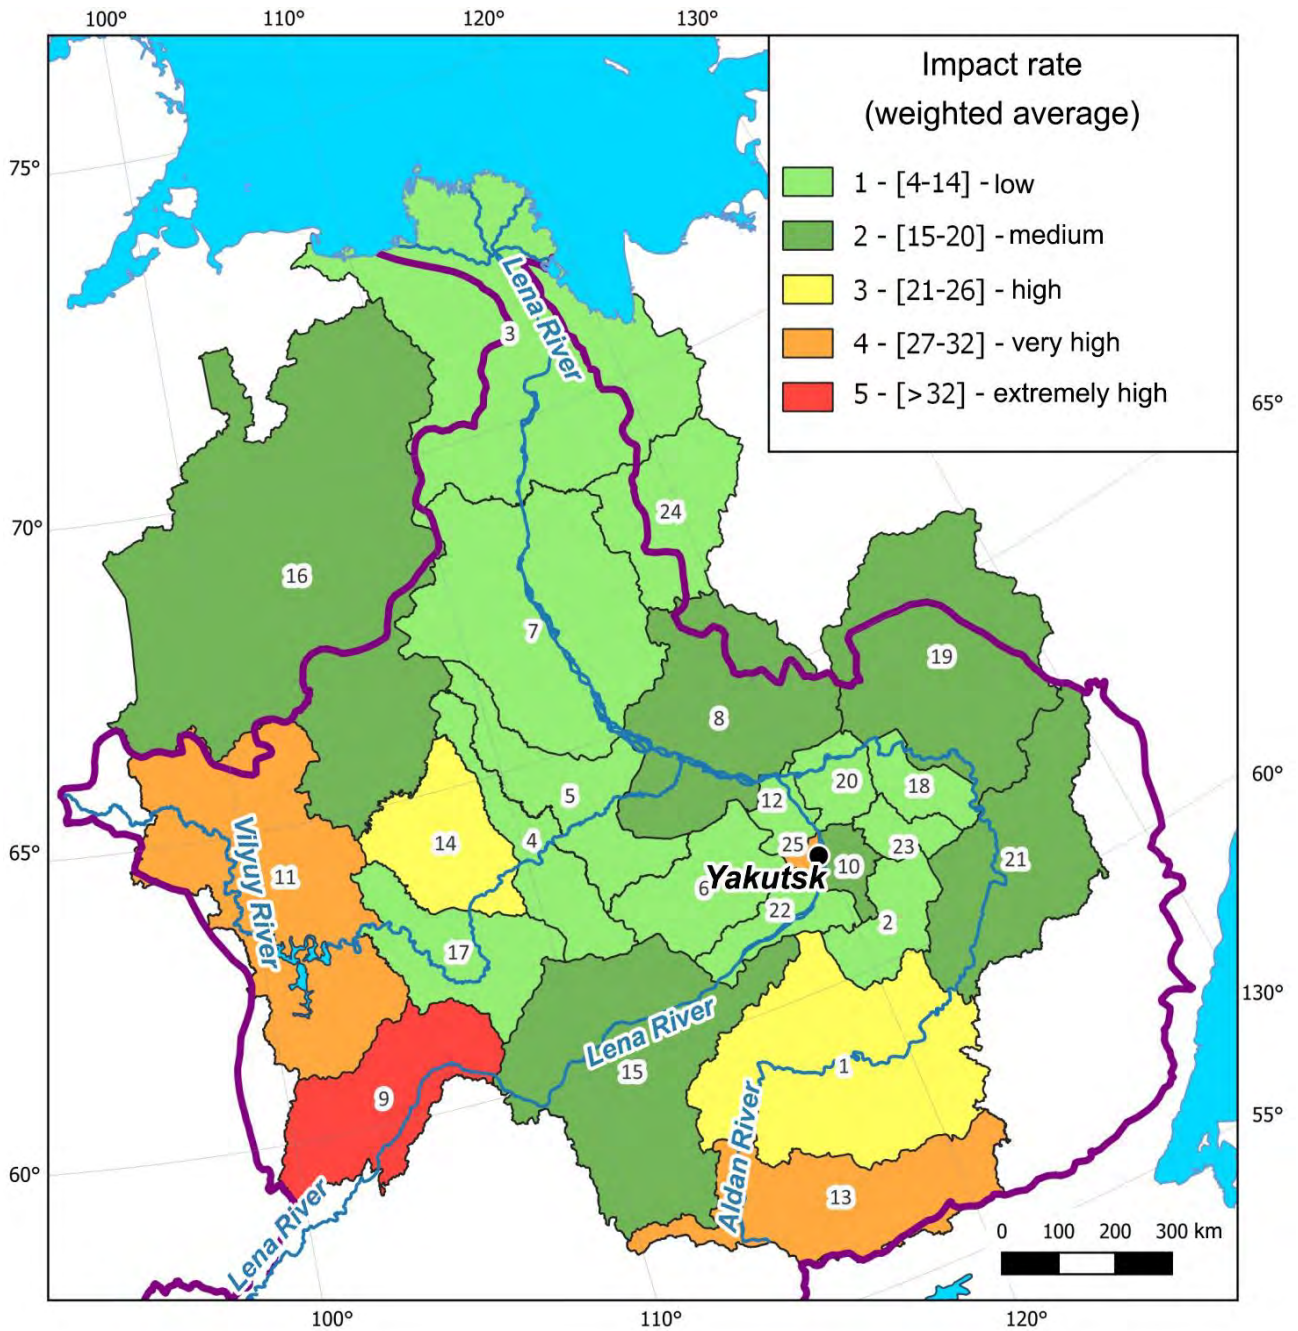 100°
110°
120°
130°
Impact rate
(weighted average)
1 - [4-14] - low
2 - [15-20] - medium
3 - [21-26] - high
4 - [27-32] - very high
5 - [>32] - extremely high
75°
70°
65°
60°
65°
60°
130°
55°
Lena River
3
24
16
7
19
8
20
18
5
12
14
4
25
23
10
21
Vilyuy River
11
Yakutsk
6
22
2
17
Lena River
15
1
9
Aldan River
13
Lena River
0 100 200 300 km
100°
110°
120°